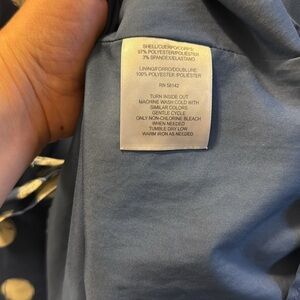 SHELL/CUERPO/CORPS:
97% POLYESTER/POLIÉSTER
3% SPANDEX/ELASTANO
LINING/FORRO/DOUBLURE:
100% POLYESTER /POLIÉSTER
RN 58142
TURN INSIDE OUT
MACHINE WASH COLD WITH
SIMILAR COLORS
GENTLE CYCLE
ONLY NON-CHLORINE BLEACH
WHEN NEEDED
TUMBLE DRY LOW
WARM IRON AS NEEDED